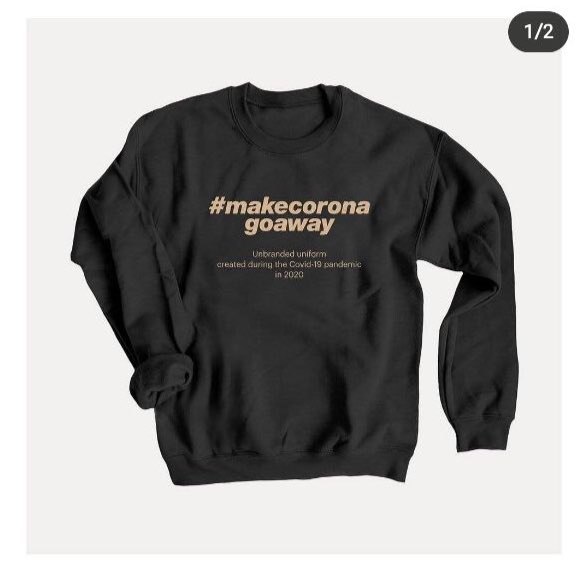 1/2
#makecorona
goaway
Unbranded uniform
created during the Covid-19 pandemic
in 2020